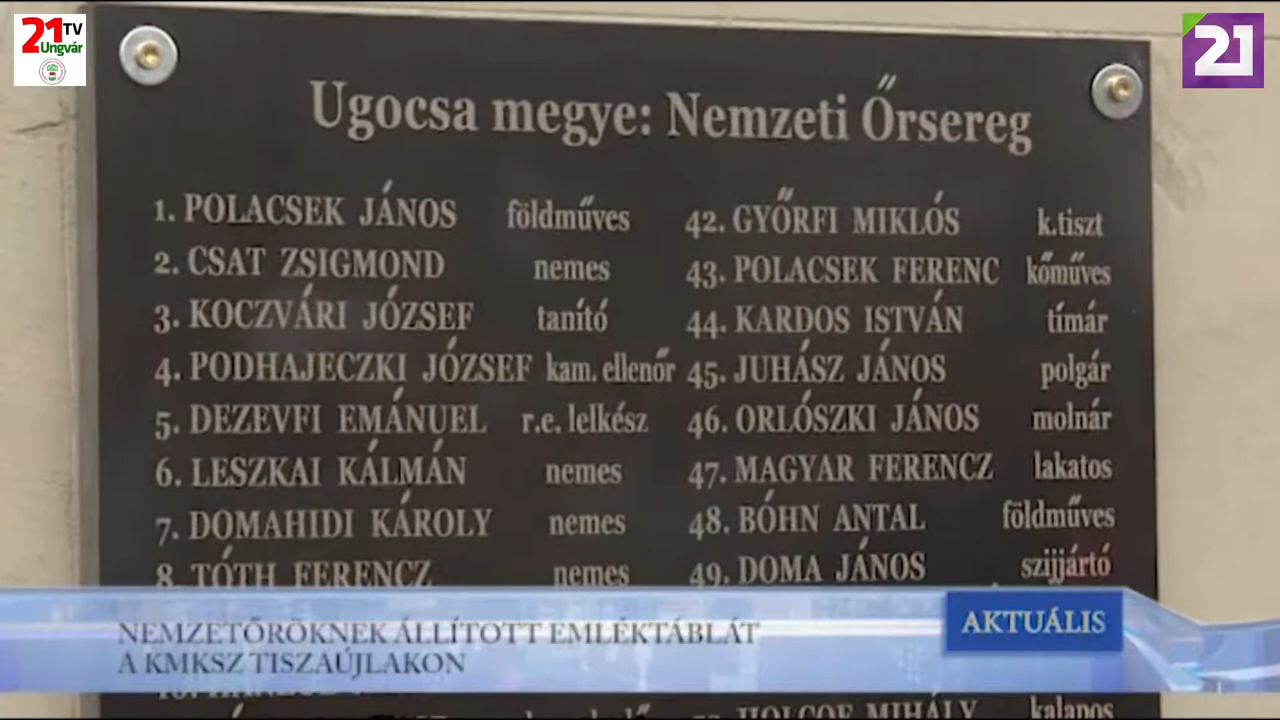 21 TV
Ungvár
21
Ugocsa megye: Nemzeti Őrsereg
1. POLACSEK JÁNOS földműves
2. CSAT ZSIGMOND nemes
3. KOCZVÁRI JÓZSEF tanító
4. PODHAJECZKI JÓZSEF kam. ellenőr
5. DEZEVFI EMÁNUEL r.e. lelkész
6. LESZKAI KÁLMÁN nemes
7. DOMAHIDI KÁROLY nemes
8. TÓTH FERENCZ nemes
42. GYŐRFI MIKLÓS k.tiszt
43. POLACSEK FERENC kőműves
44. KARDOS ISTVÁN tímár
45. JUHÁSZ JÁNOS polgár
46. ORLÓSZKI JÁNOS molnár
47. MAGYAR FERENCZ lakatos
48. BÓHN ANTAL földműves
49. DOMA JÁNOS szijjártó
MIHÁLY kalapos
NEMZETŐRÖKNEK ÁLLÍTOTT EMLÉKTÁBLÁT
A KMKSZ TISZAÚJLAKON
AKTUÁLIS